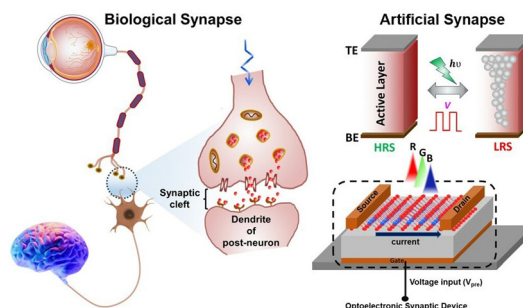 Biological Synapse
Synaptic
cleft
Dendrite
of
post-neuron
Artificial Synapse
TE
Active Layer
BE
HRS
hυ
V
LRS
R
G
B
Source
Drain
current
Gate
Voltage input (Vpre)
Optoelectronic Synaptic Device